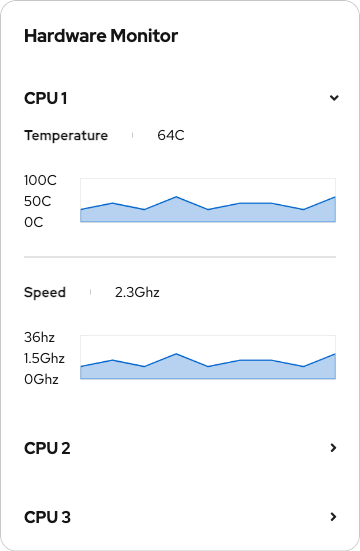 Hardware Monitor
CPU 1
Temperature 64C
100C
50C
0C
Speed 2.3Ghz
36hz
1.5Ghz
0Ghz
CPU 2
CPU 3